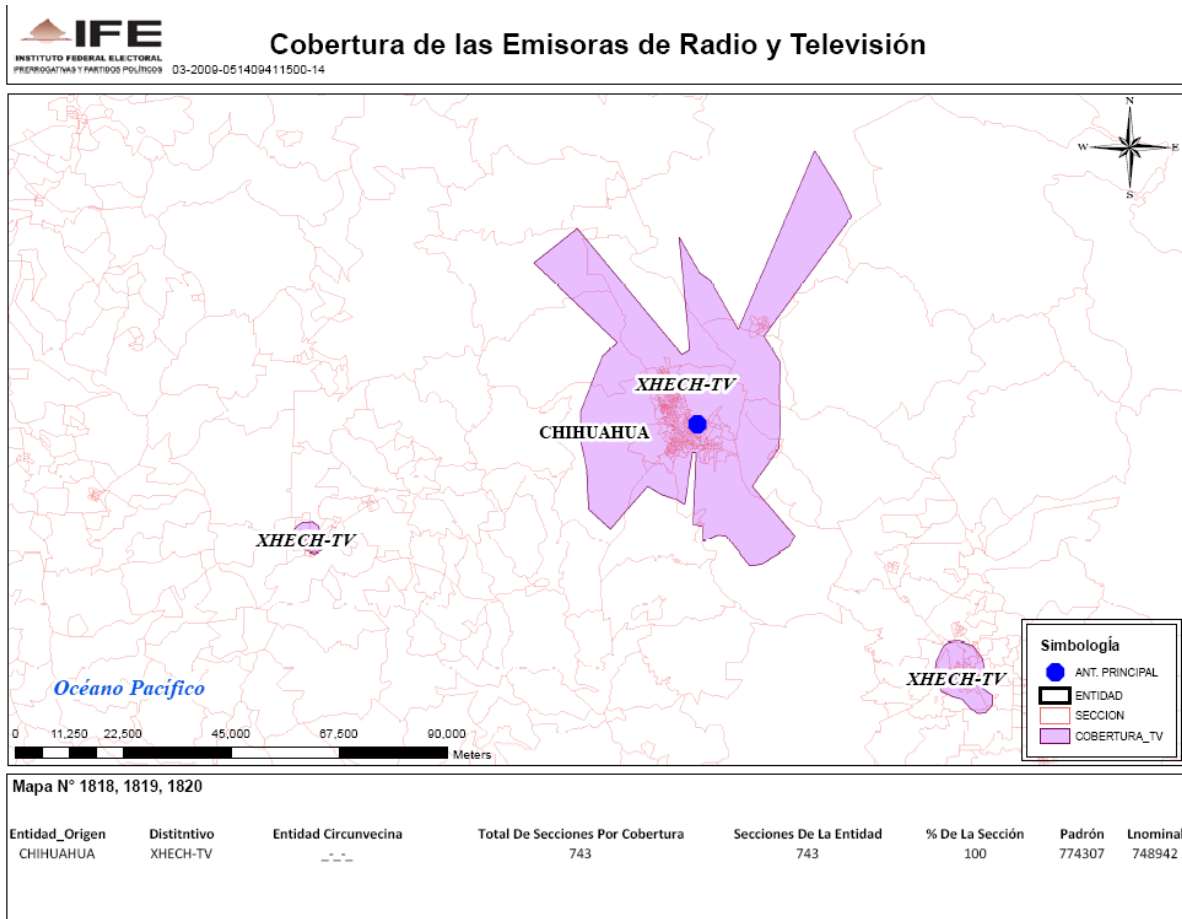 IFE
INSTITUTO FEDERAL ELECTORAL
PRERROGATIVAS Y PARTIDOS POLÍTICOS
03-2009-051409411500-14
Cobertura de las Emisoras de Radio y Televisión
N
W E
S
XHECH-TV
CHIHUAHUA
XHECH-TV
XHECH-TV
Océano Pacífico
0 11,250 22,500 45,000 67,500 90,000
Meters
Simbología
ANT. PRINCIPAL
ENTIDAD
SECCION
COBERTURA_TV
Mapa N° 1818, 1819, 1820
Entidad_Origen Distitntivo Entidad Circunvecina Total De Secciones Por Cobertura Secciones De La Entidad % De La Sección Padrón Lnominal
CHIHUAHUA XHECH-TV _-_-_ 743 743 100 774307 748942